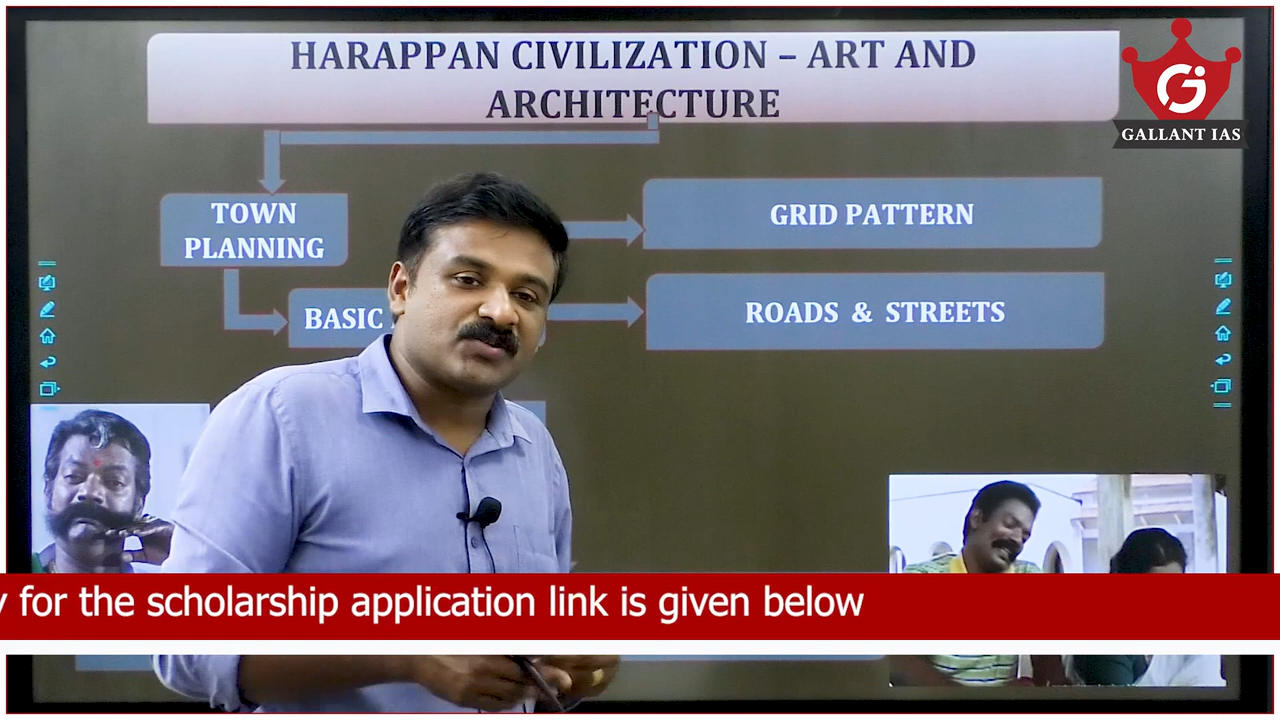 HARAPPAN CIVILIZATION – ART AND
ARCHITECTURE
GALLANT IAS
TOWN
PLANNING
GRID PATTERN
BASIC
ROADS & STREETS
for the scholarship application link is given below